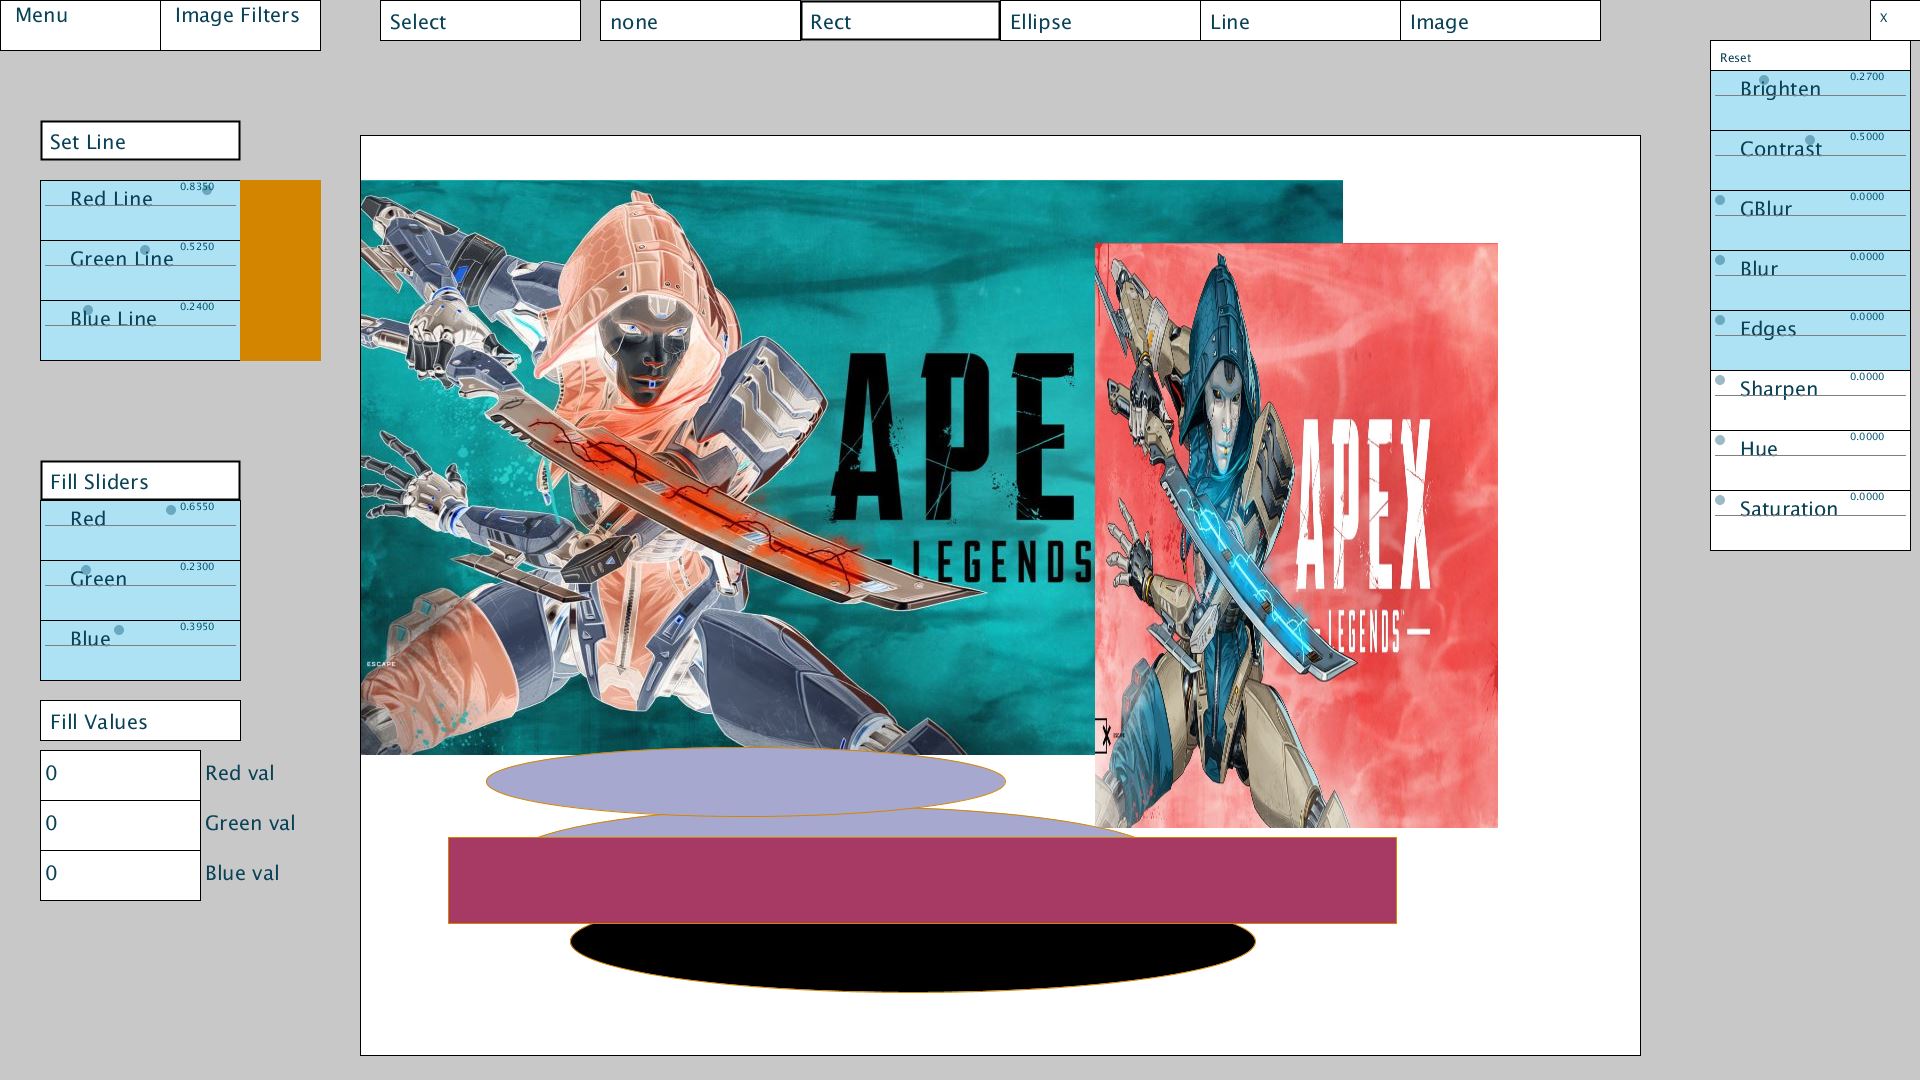 Menu
Image Filters
Select
none
Rect
Ellipse
Line
Image
X
Reset
Brighten
0.2700
Contrast
0.5000
GBlur
0.0000
Blur
0.0000
Edges
0.0000
Sharpen
0.0000
Hue
0.0000
Saturation
0.0000
Set Line
Red Line
0.8350
Green Line
0.5250
Blue Line
0.2400
Fill Sliders
Red
0.6550
Green
0.2300
Blue
0.3950
Fill Values
0
Red val
0
Green val
0
Blue val
APE
LEGENDS
ESCAPE
APEX
LEGENDS